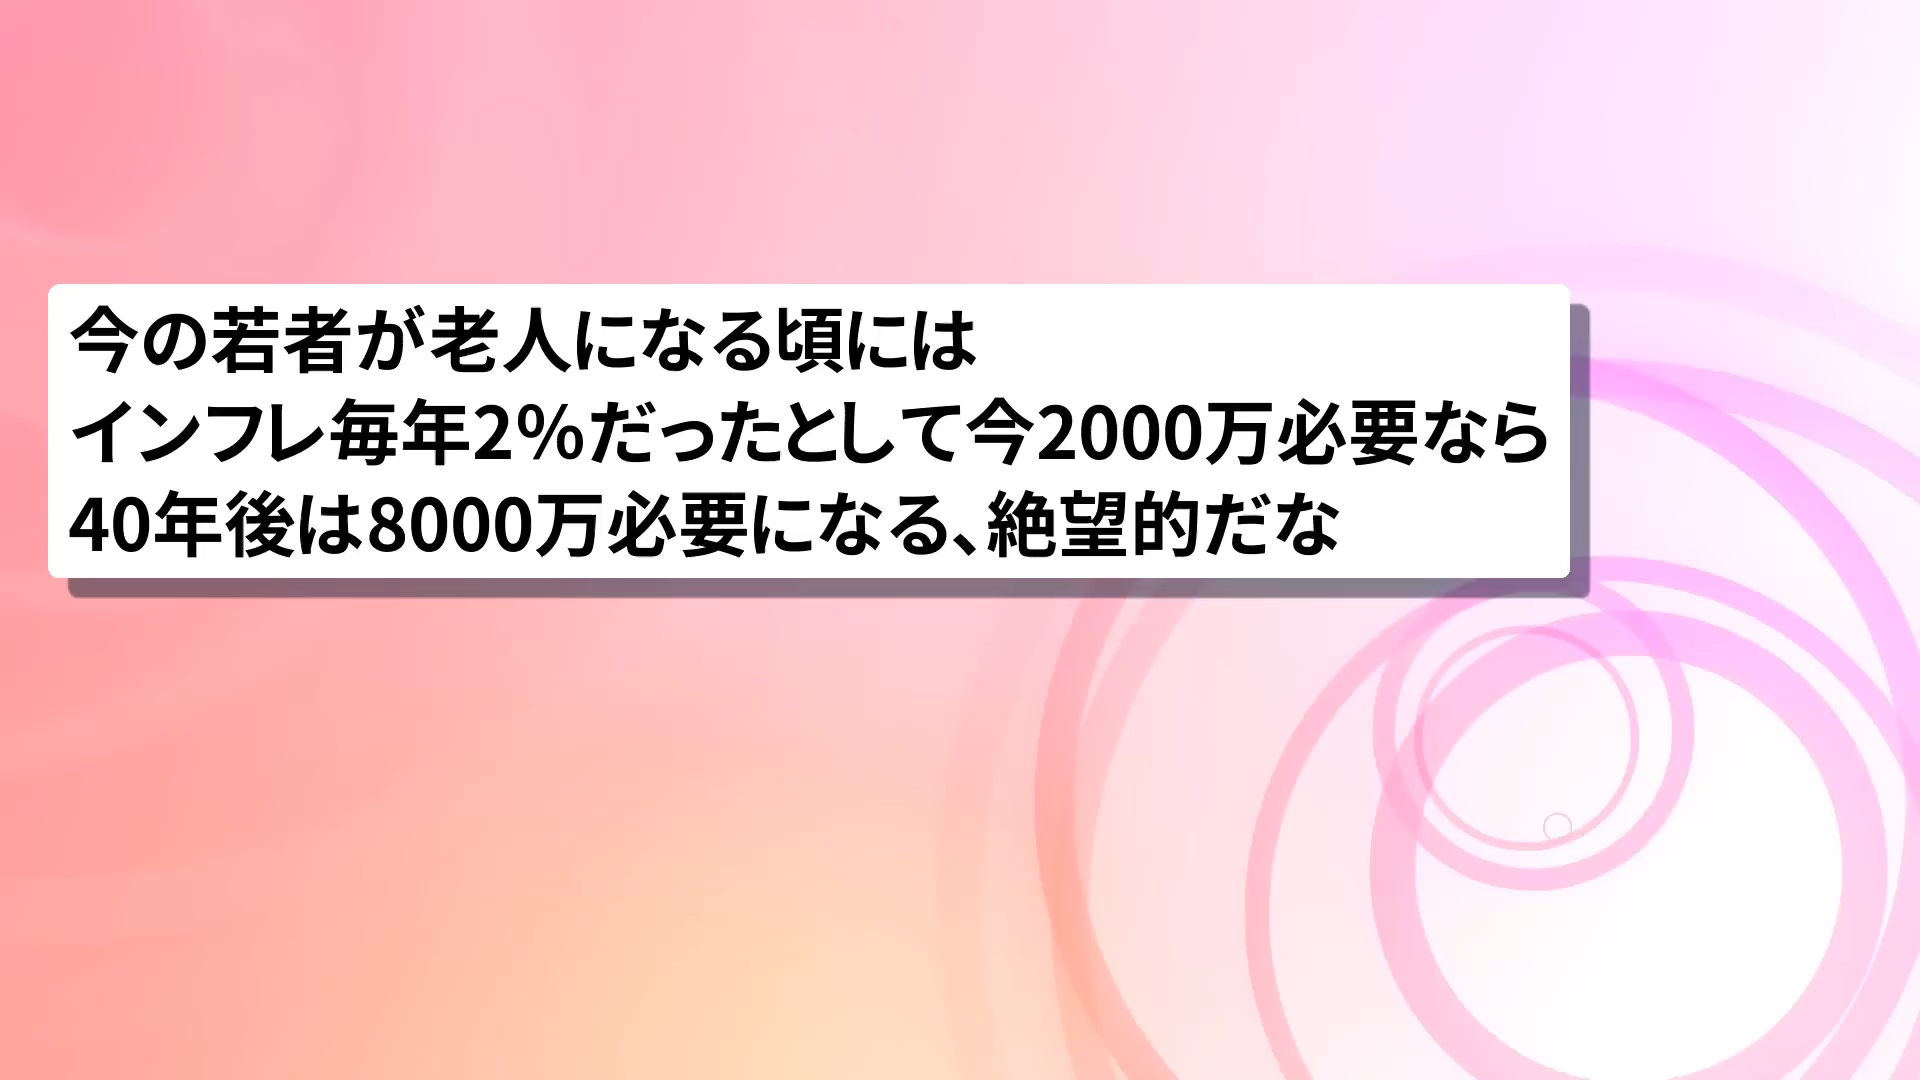 今の若者が老人になる頃には
インフレ毎年2%だったとして今2000万必要なら
40年後は8000万必要になる、絶望的だな